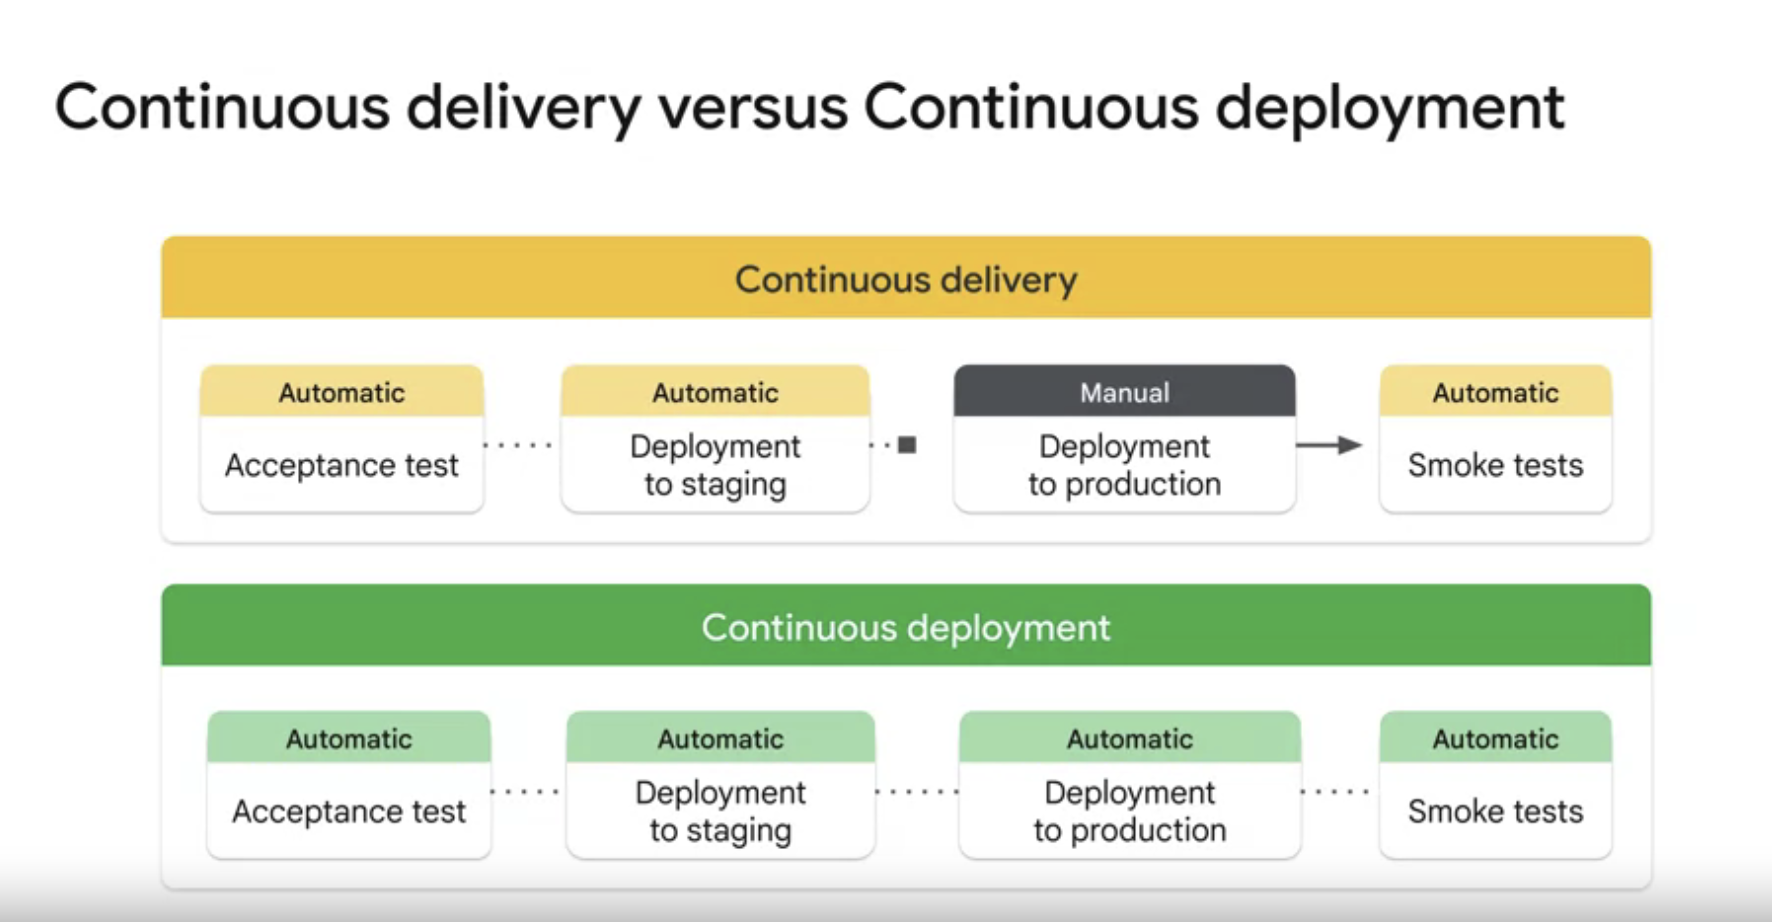 Continuous delivery versus Continuous deployment
Continuous delivery
Automatic
Acceptance test
Automatic
Deployment
to staging
Manual
Deployment
to production
Automatic
Smoke tests
Continuous deployment
Automatic
Acceptance test
Automatic
Deployment
to staging
Automatic
Deployment
to production
Automatic
Smoke tests